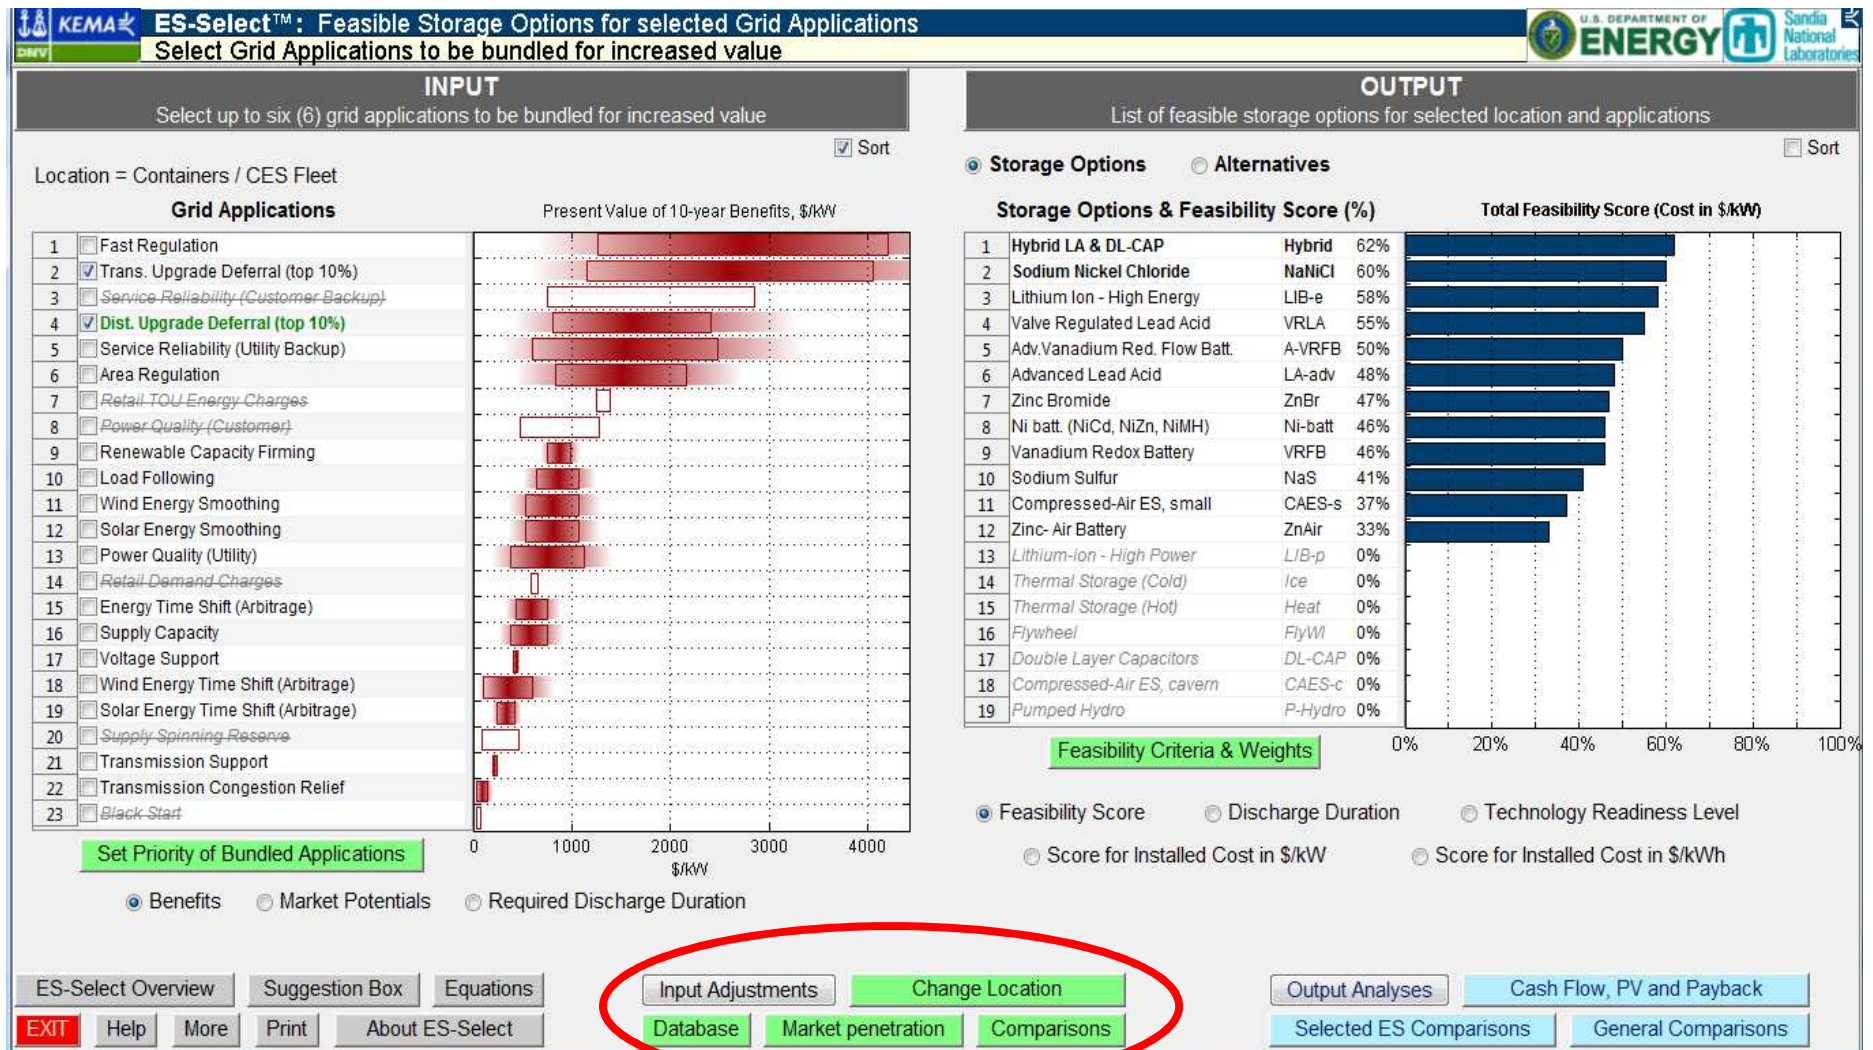 KEMA
DNV
ES-Select™: Feasible Storage Options for selected Grid Applications
Select Grid Applications to be bundled for increased value
U.S. DEPARTMENT OF
ENERGY
Sandia
National
Laboratories
INPUT
Select up to six (6) grid applications to be bundled for increased value
Sort
Location = Containers / CES Fleet
Grid Applications
Present Value of 10-year Benefits, $/kW
1 Fast Regulation
2 Trans. Upgrade Deferral (top 10%)
3 Service Reliability (Customer Backup)
4 Dist. Upgrade Deferral (top 10%)
5 Service Reliability (Utility Backup)
6 Area Regulation
7 Retail TOU Energy Charges
8 Power Quality (Customer)
9 Renewable Capacity Firming
10 Load Following
11 Wind Energy Smoothing
12 Solar Energy Smoothing
13 Power Quality (Utility)
14 Retail Demand Charges
15 Energy Time Shift (Arbitrage)
16 Supply Capacity
17 Voltage Support
18 Wind Energy Time Shift (Arbitrage)
19 Solar Energy Time Shift (Arbitrage)
20 Supply Spinning Reserve
21 Transmission Support
22 Transmission Congestion Relief
23 Black Start
0 1000 2000 3000 4000
$/kW
Set Priority of Bundled Applications
Benefits Market Potentials Required Discharge Duration
OUTPUT
List of feasible storage options for selected location and applications
Sort
Storage Options Alternatives
Storage Options & Feasibility Score (%)
Total Feasibility Score (Cost in $/kW)
1 Hybrid LA & DL-CAP Hybrid 62%
2 Sodium Nickel Chloride NaNiCl 60%
3 Lithium Ion - High Energy LIB-e 58%
4 Valve Regulated Lead Acid VRLA 55%
5 Adv.Vanadium Red. Flow Batt. A-VRFB 50%
6 Advanced Lead Acid LA-adv 48%
7 Zinc Bromide ZnBr 47%
8 Ni batt. (NiCd, NiZn, NiMH) Ni-batt 46%
9 Vanadium Redox Battery VRFB 46%
10 Sodium Sulfur NaS 41%
11 Compressed-Air ES, small CAES-s 37%
12 Zinc- Air Battery ZnAir 33%
13 Lithium-ion - High Power LIB-p 0%
14 Thermal Storage (Cold) Ice 0%
15 Thermal Storage (Hot) Heat 0%
16 Flywheel FlyWl 0%
17 Double Layer Capacitors DL-CAP 0%
18 Compressed-Air ES, cavern CAES-c 0%
19 Pumped Hydro P-Hydro 0%
Feasibility Criteria & Weights
0% 20% 40% 60% 80% 100%
Feasibility Score Discharge Duration Technology Readiness Level
Score for Installed Cost in $/kW Score for Installed Cost in $/kWh
ES-Select Overview Suggestion Box Equations
Input Adjustments Change Location
Output Analyses Cash Flow, PV and Payback
EXIT Help More Print About ES-Select
Database Market penetration Comparisons
Selected ES Comparisons General Comparisons